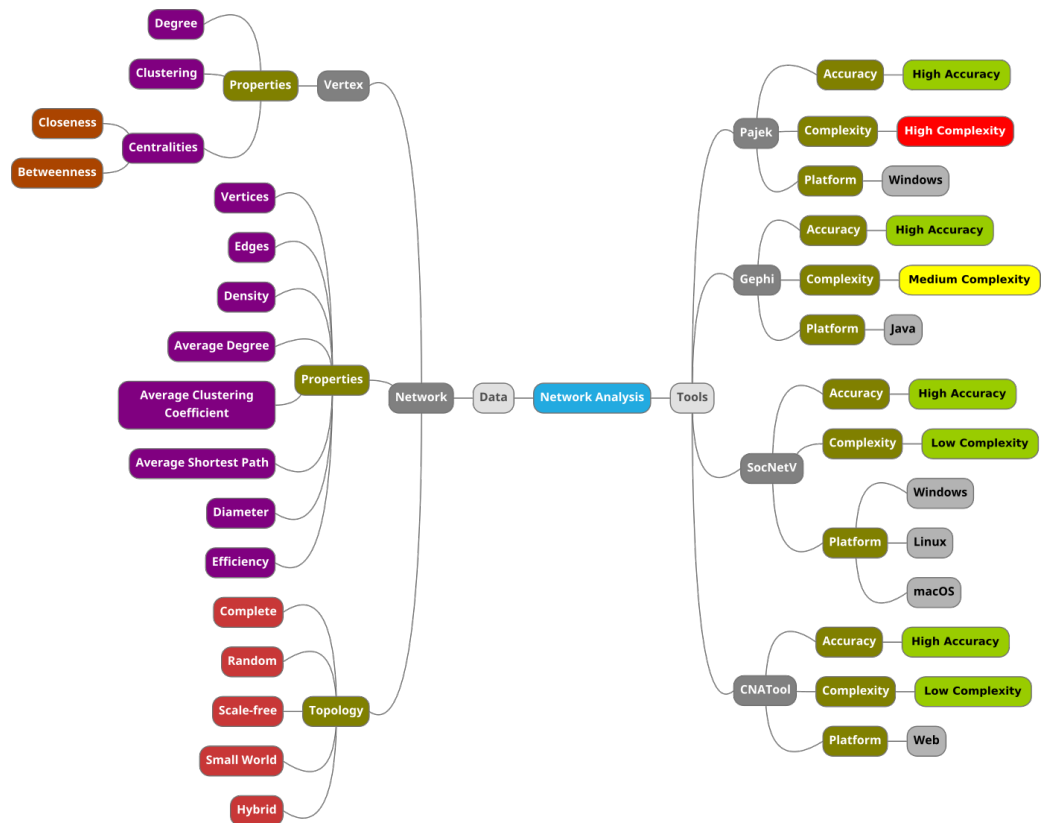 Network Analysis
Data
Network
Vertex
Properties
Degree
Clustering
Centralities
Closeness
Betweenness
Properties
Vertices
Edges
Density
Average Degree
Average Clustering
Coefficient
Average Shortest Path
Diameter
Efficiency
Topology
Complete
Random
Scale-free
Small World
Hybrid
Tools
Pajek
Accuracy
High Accuracy
Complexity
High Complexity
Platform
Windows
Gephi
Accuracy
High Accuracy
Complexity
Medium Complexity
Platform
Java
SocNetV
Accuracy
High Accuracy
Complexity
Low Complexity
Platform
Windows
Linux
macOS
CNATool
Accuracy
High Accuracy
Complexity
Low Complexity
Platform
Web